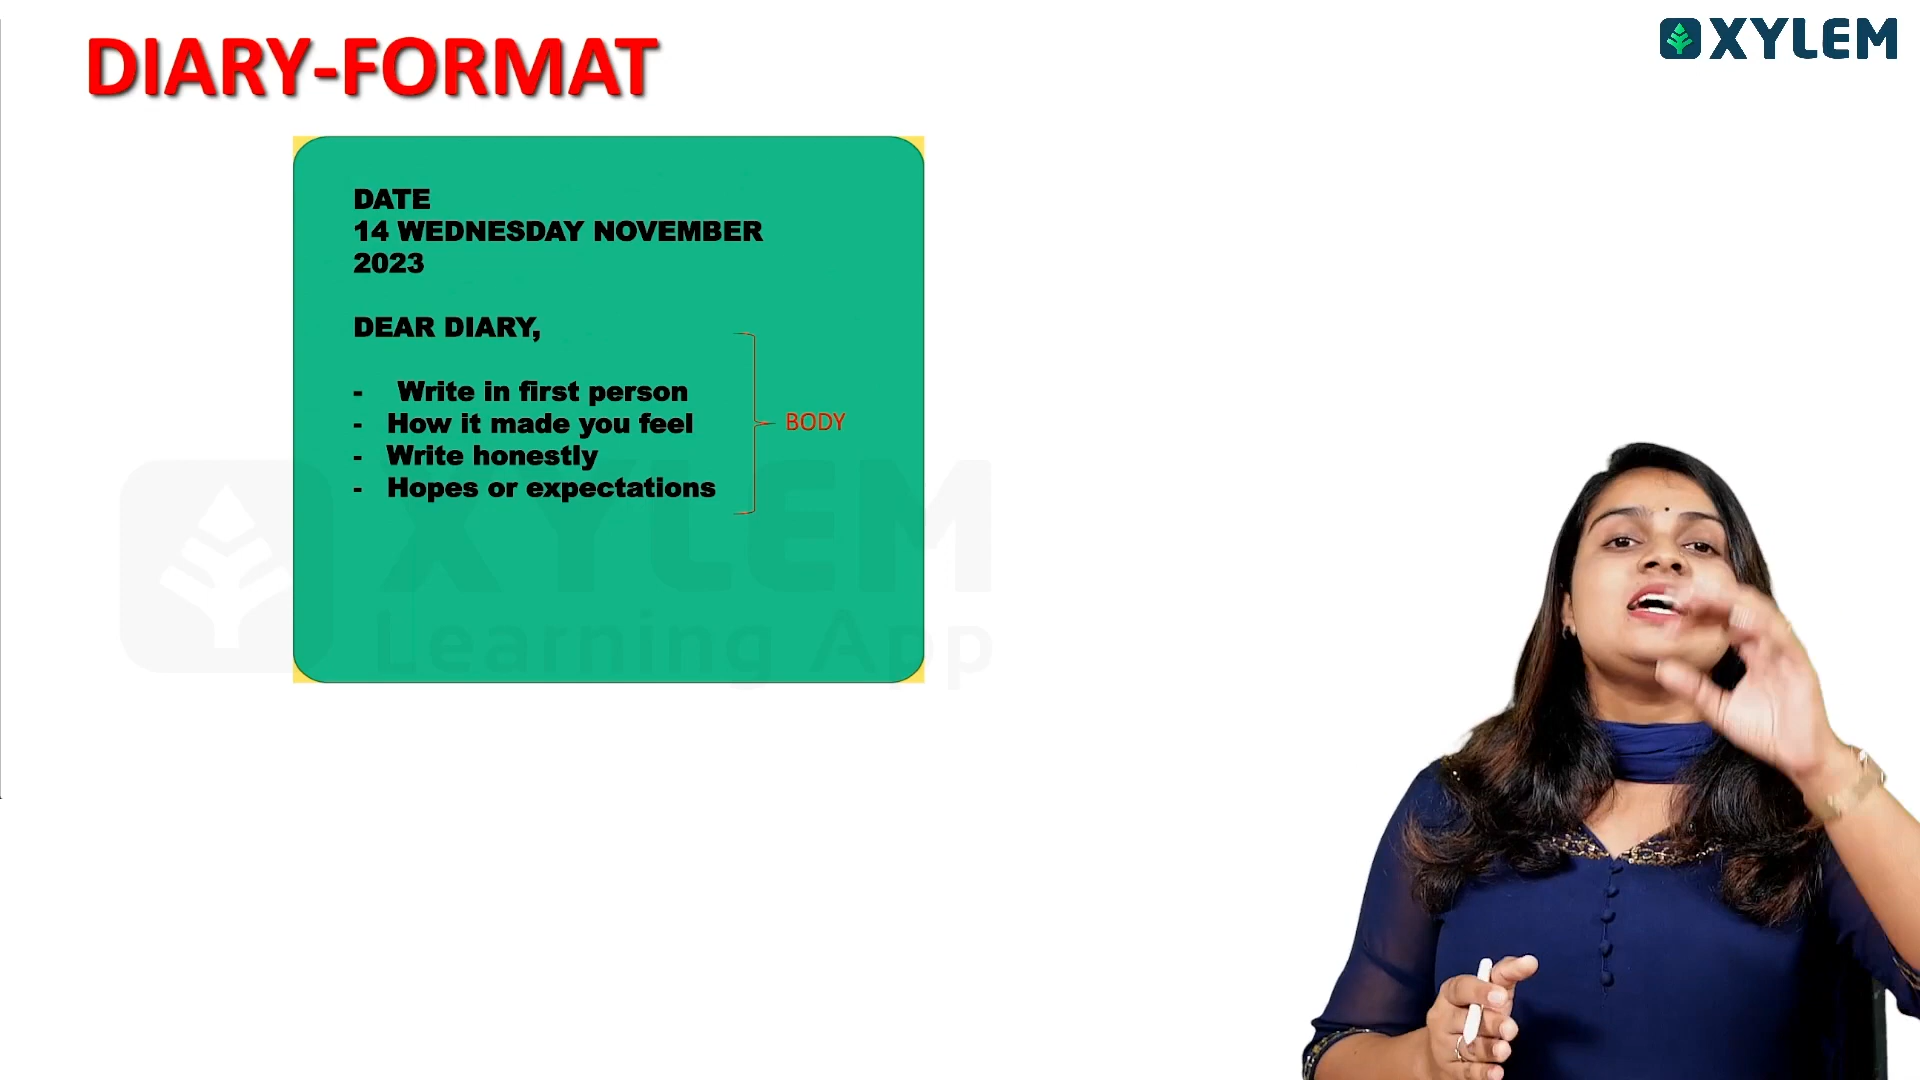 DIARY-FORMAT
XYLEM
DATE
14 WEDNESDAY NOVEMBER
2023
DEAR DIARY,
- Write in first person
- How it made you feel
- Write honestly
- Hopes or expectations
BODY
XYLEM
Learning App